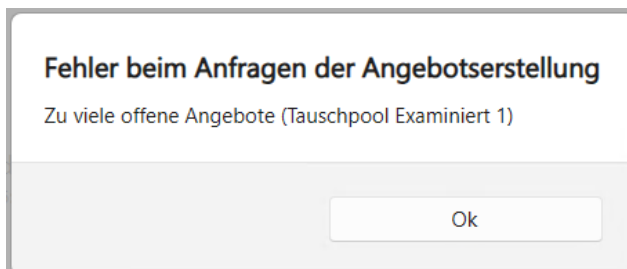 Fehler beim Anfragen der Angebotserstellung
Zu viele offene Angebote (Tauschpool Examiniert 1)
Ok